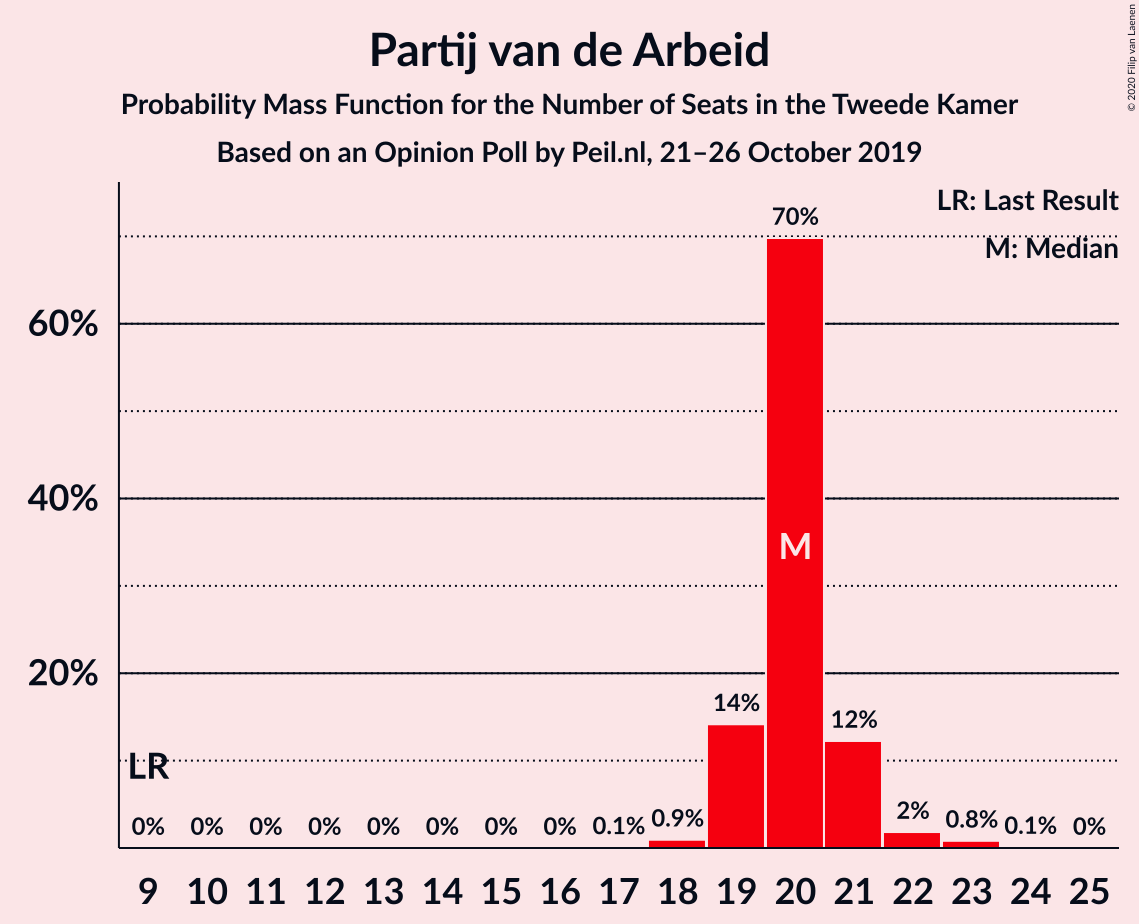 Partij van de Arbeid
Probability Mass Function for the Number of Seats in the Tweede Kamer
Based on an Opinion Poll by Peil.nl, 21–26 October 2019
© 2020 Filip van Laenen
LR: Last Result
M: Median
60%
40%
20%
LR
M
0% 0% 0% 0% 0% 0% 0% 0% 0.1% 0.9% 14% 70% 12% 2% 0.8% 0.1% 0%
9 10 11 12 13 14 15 16 17 18 19 20 21 22 23 24 25